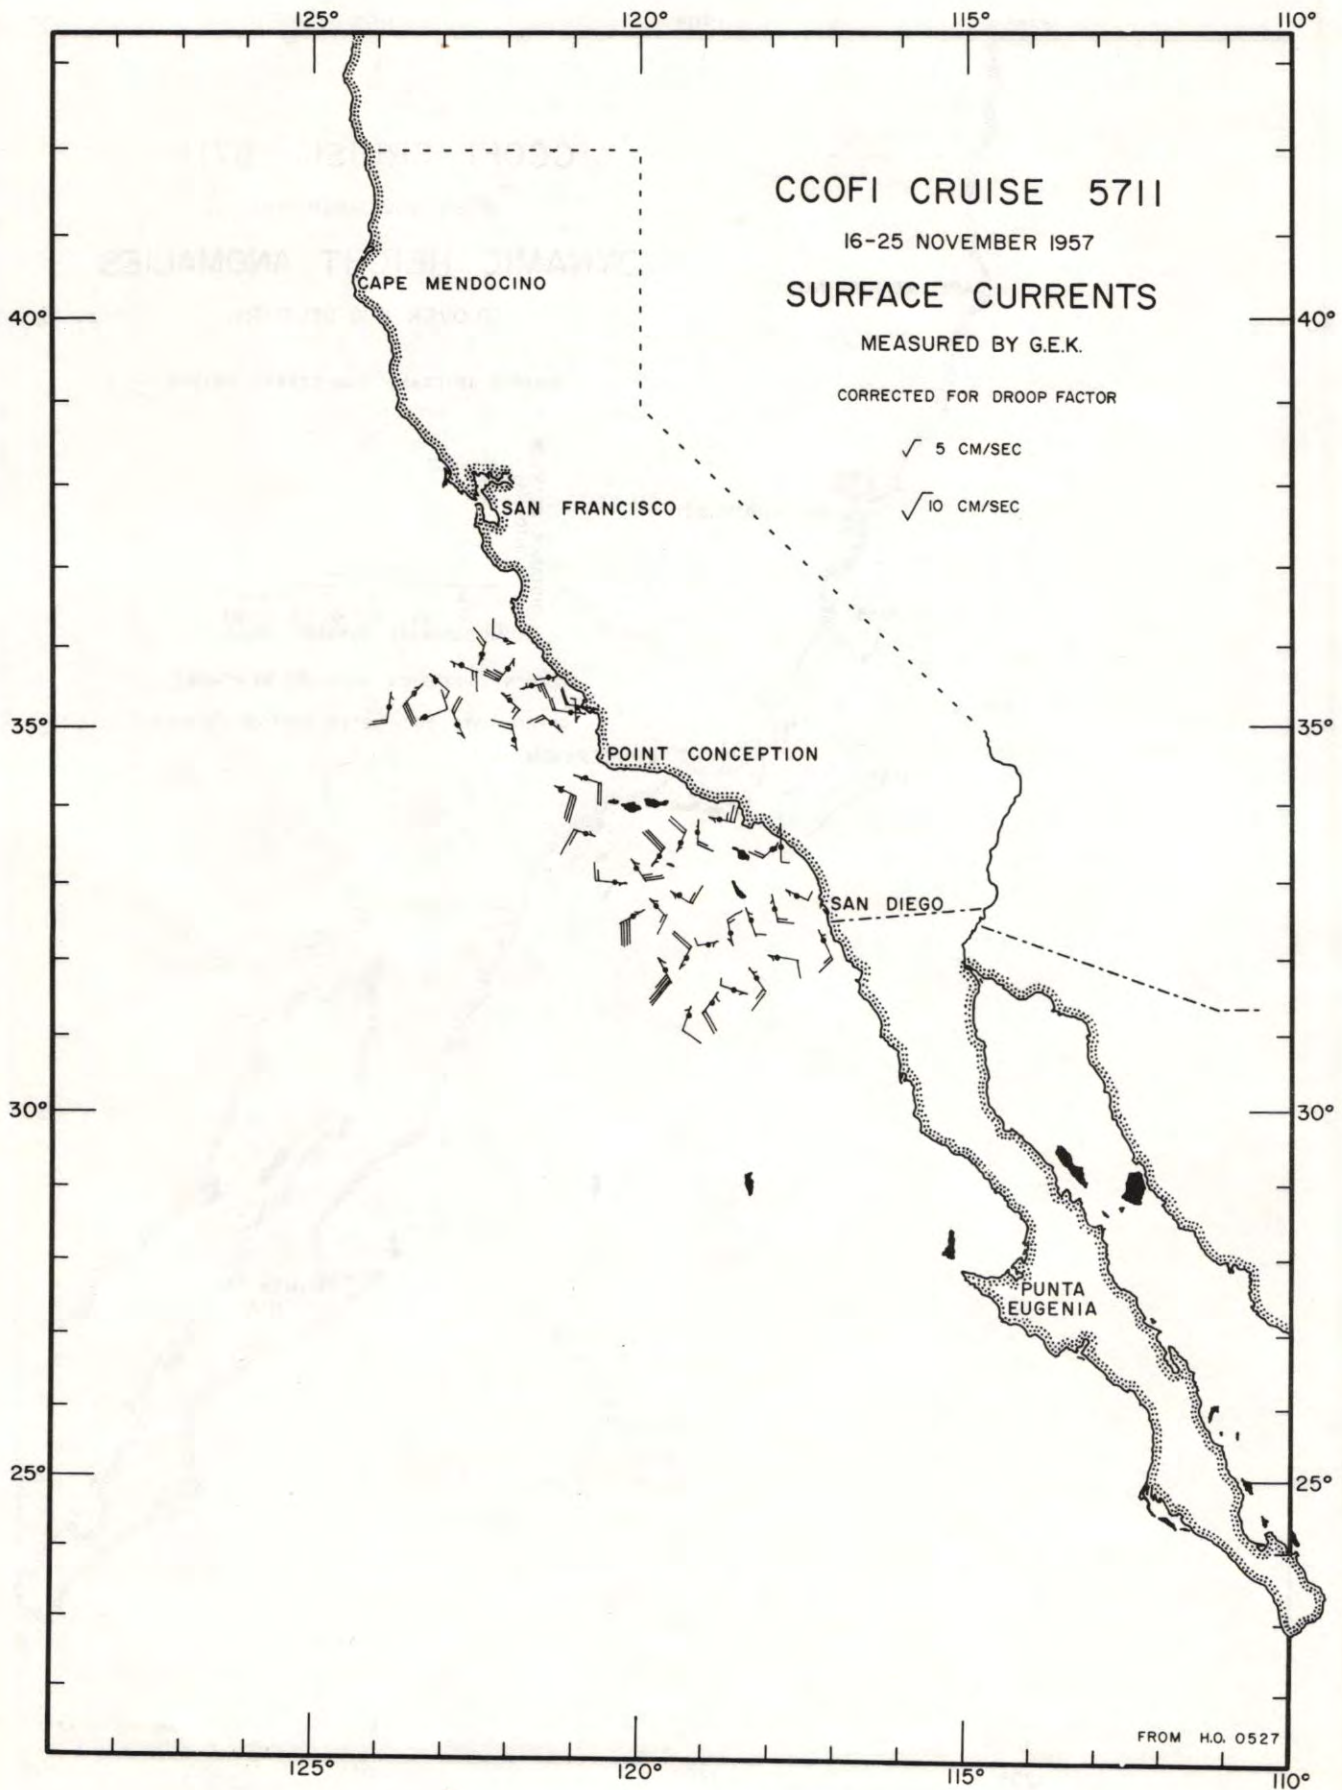 125° 120° 115° 110°
CCOFI CRUISE 5711
16-25 NOVEMBER 1957
SURFACE CURRENTS
MEASURED BY G.E.K.
CORRECTED FOR DROOP FACTOR
5 CM/SEC
10 CM/SEC
CAPE MENDOCINO
40° 40°
SAN FRANCISCO
35° 35°
POINT CONCEPTION
SAN DIEGO
30° 30°
PUNTA
EUGENIA
25° 25°
FROM H.O. 0527
125° 120° 115° 110°